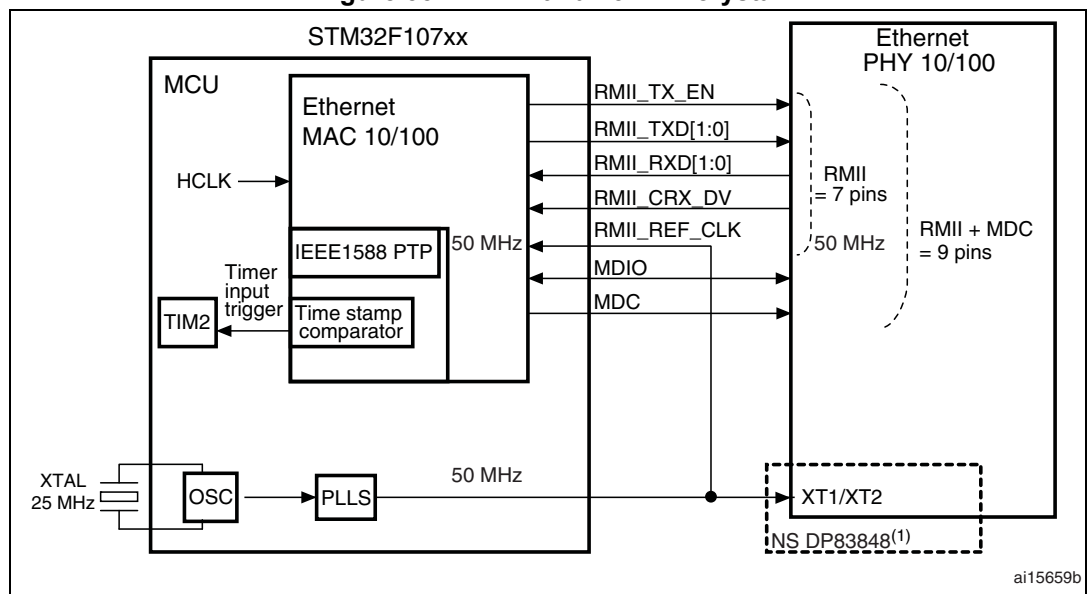 STM32F107xx
MCU
Ethernet
MAC 10/100
HCLK
IEEE1588 PTP
50 MHz
Timer
input
trigger
TIM2
Time stamp
comparator
XTAL
25 MHz
OSC
PLLS
50 MHz
RMII_TX_EN
RMII_TXD[1:0]
RMII_RXD[1:0]
RMII_CRX_DV
RMII_REF_CLK
MDIO
MDC
Ethernet
PHY 10/100
RMII
= 7 pins
50 MHz
RMII + MDC
= 9 pins
XT1/XT2
NS DP83848(1)
ai15659b